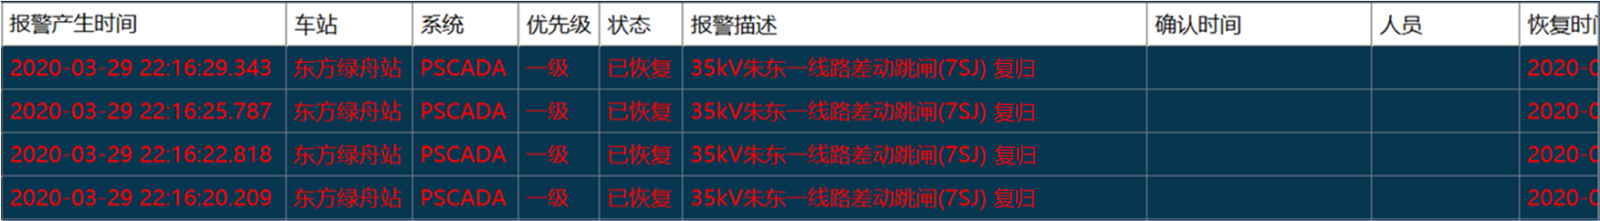 报警产生时间 车站 系统 优先级 状态 报警描述 确认时间 人员 恢复时
2020-03-29 22:16:29.343 东方绿舟站 PSCADA 一级 已恢复 35kV朱东一线路差动跳闸(7SJ) 复归 2020-0
2020-03-29 22:16:25.787 东方绿舟站 PSCADA 一级 已恢复 35kV朱东一线路差动跳闸(7SJ) 复归 2020-0
2020-03-29 22:16:22.818 东方绿舟站 PSCADA 一级 已恢复 35kV朱东一线路差动跳闸(7SJ) 复归 2020-0
2020-03-29 22:16:20.209 东方绿舟站 PSCADA 一级 已恢复 35kV朱东一线路差动跳闸(7SJ) 复归 2020-0